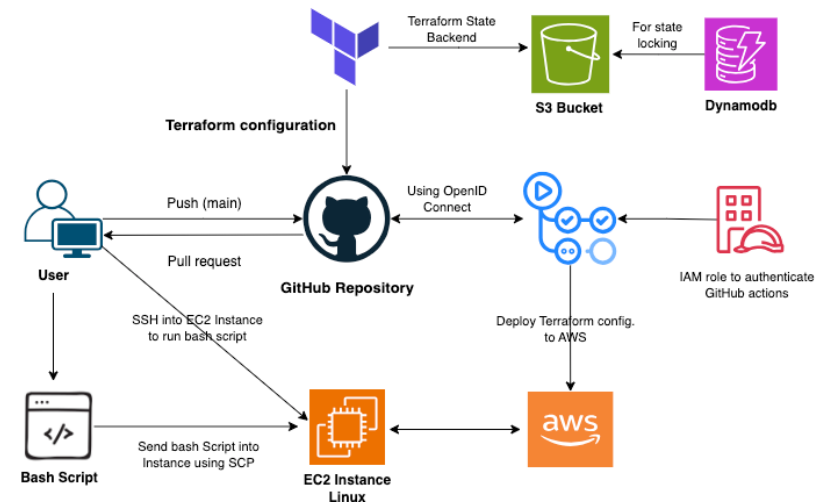 Terraform State
Backend
For state
locking
S3 Bucket
Dynamodb
Terraform configuration
Push (main)
Using OpenID
Connect
Pull request
User
GitHub Repository
IAM role to authenticate
GitHub actions
SSH into EC2 Instance
to run bash script
Deploy Terraform config.
to AWS
aws
Send bash Script into
Instance using SCP
Bash Script
EC2 Instance
Linux